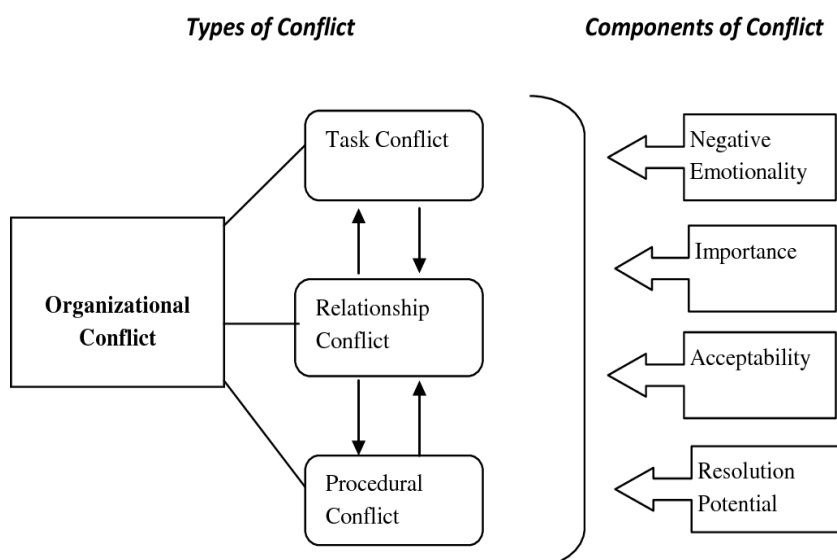 Types of Conflict
Components of Conflict
Task Conflict
Negative
Emotionality
Organizational
Conflict
Relationship
Conflict
Importance
Acceptability
Procedural
Conflict
Resolution
Potential